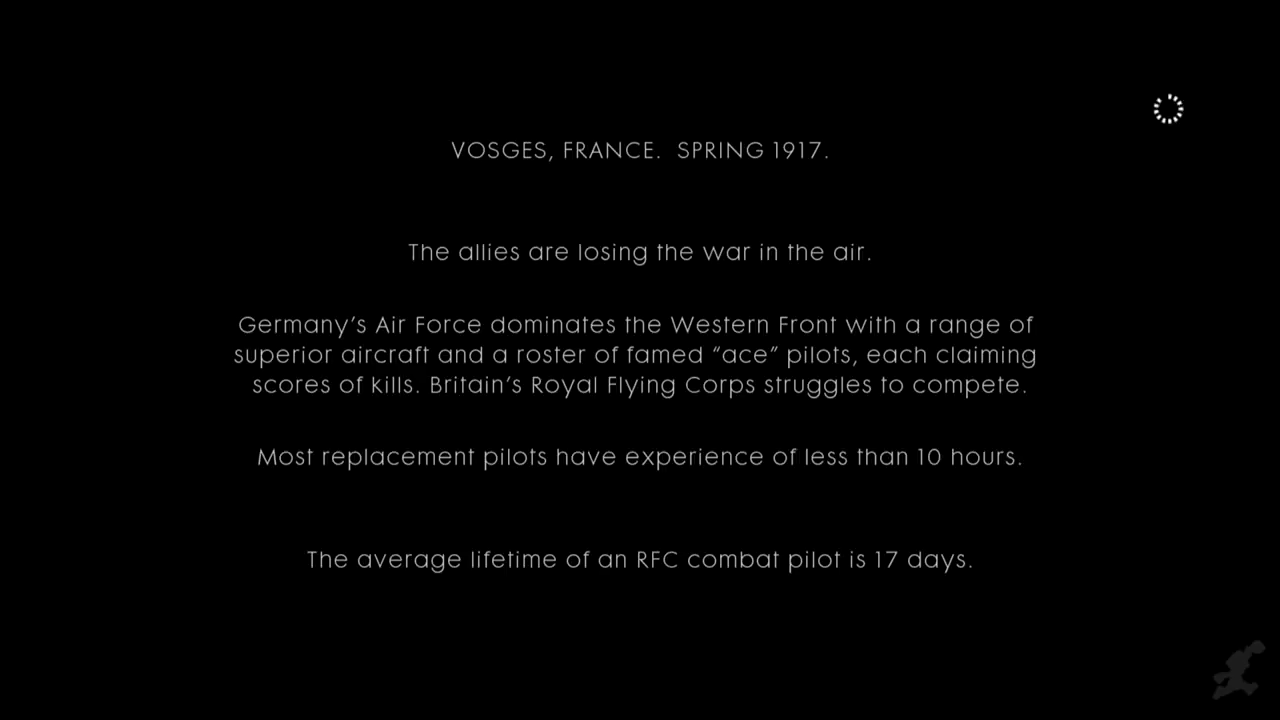 VOSGES, FRANCE. SPRING 1917.
The allies are losing the war in the air.
Germany's Air Force dominates the Western Front with a range of
superior aircraft and a roster of famed “ace” pilots, each claiming
scores of kills. Britain's Royal Flying Corps struggles to compete.
Most replacement pilots have experience of less than 10 hours.
The average lifetime of an RFC combat pilot is 17 days.